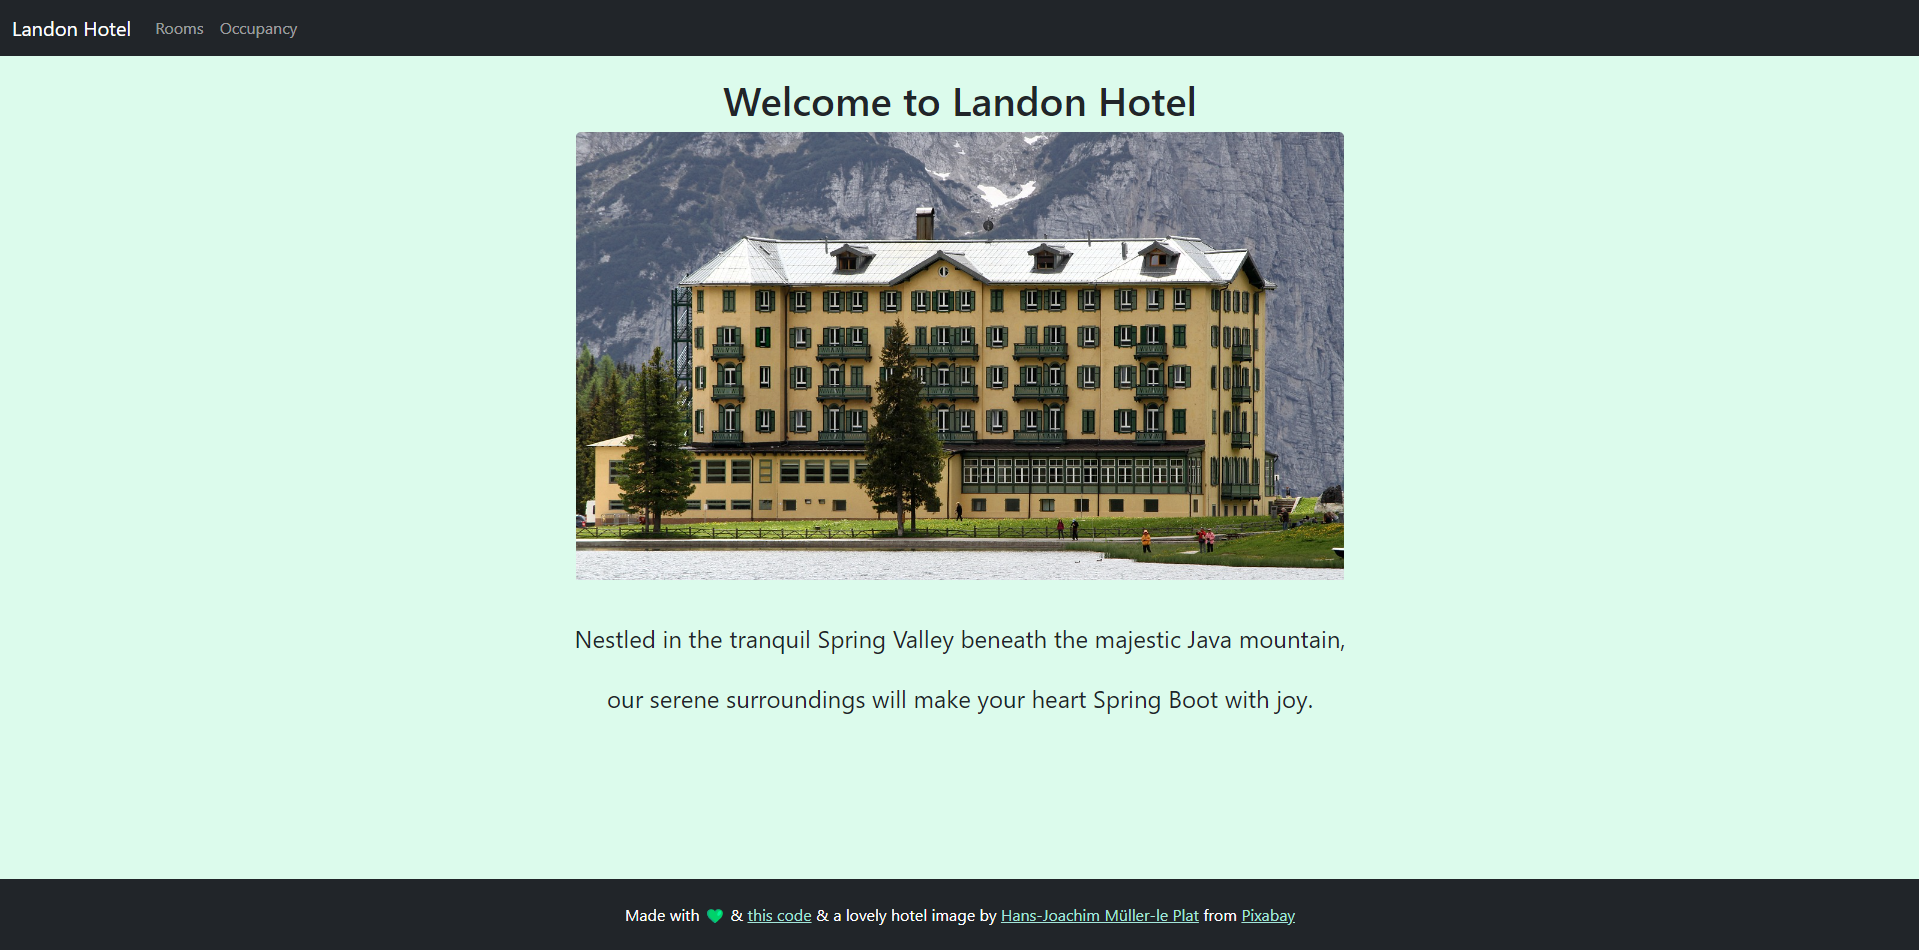 Landon Hotel Rooms Occupancy
Welcome to Landon Hotel
Nestled in the tranquil Spring Valley beneath the majestic Java mountain,
our serene surroundings will make your heart Spring Boot with joy.
Made with 💚 & this code & a lovely hotel image by Hans-Joachim Müller-le Plat from Pixabay